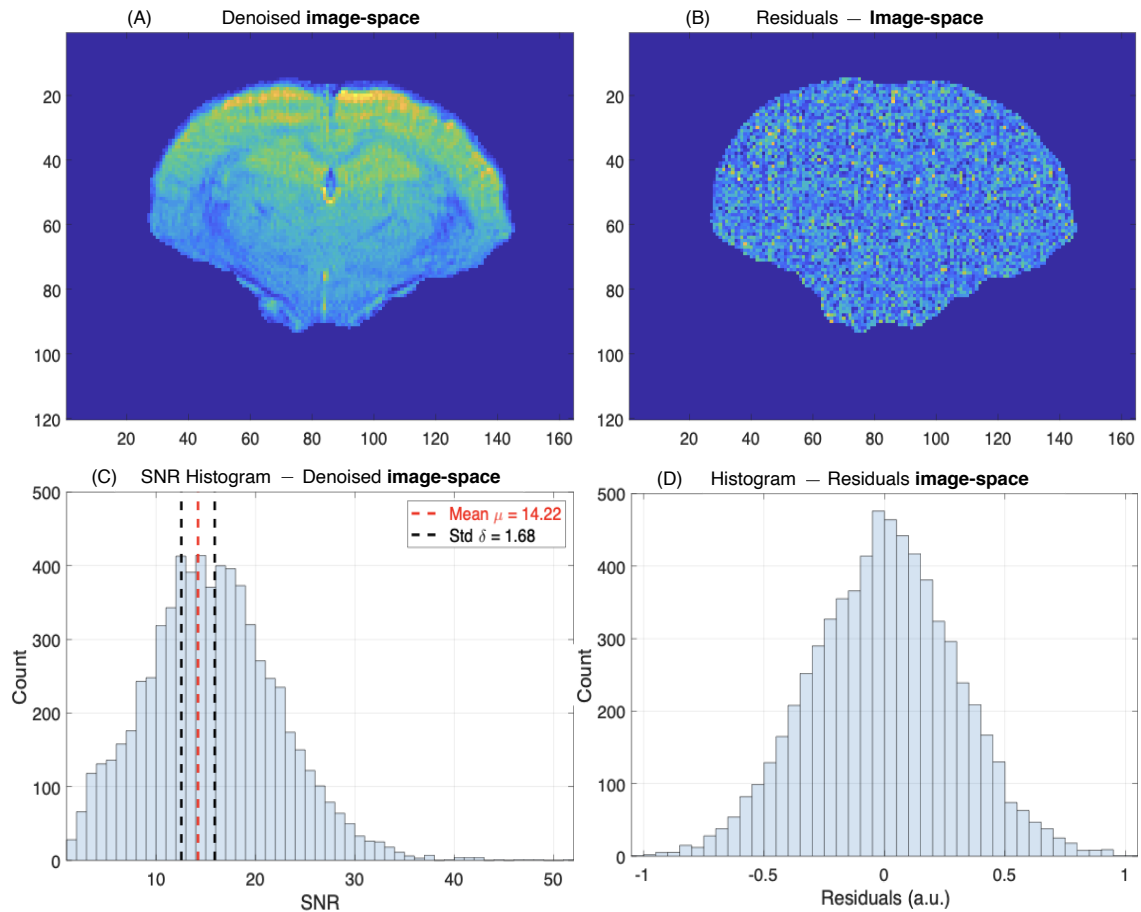 (A) Denoised image-space
20
40
60
80
100
120
20 40 60 80 100 120 140 160
(B) Residuals − Image-space
20
40
60
80
100
120
20 40 60 80 100 120 140 160
(C) SNR Histogram − Denoised image-space
Mean μ = 14.22
Std δ = 1.68
500
400
300
200
100
0
Count
10 20 30 40 50
SNR
(D) Histogram − Residuals image-space
500
400
300
200
100
0
Count
-1 -0.5 0 0.5 1
Residuals (a.u.)